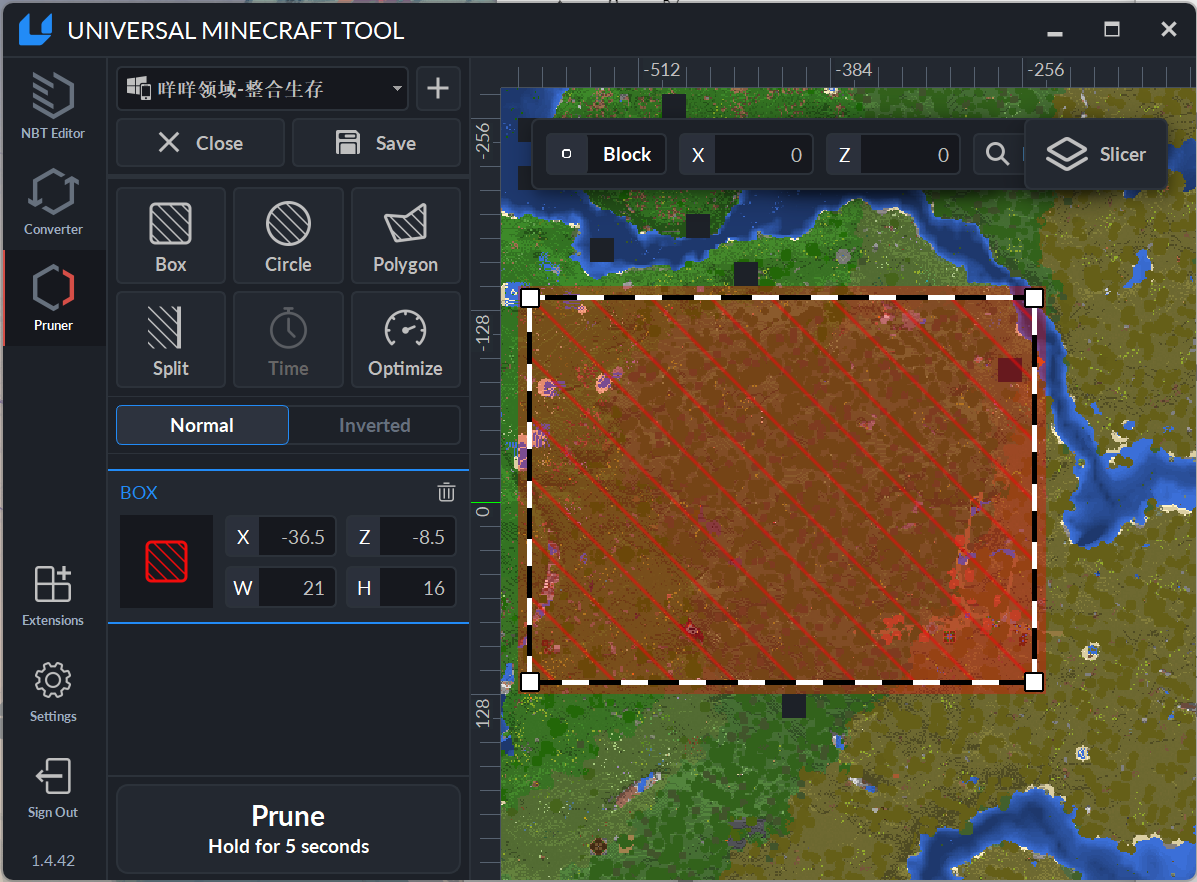 UNIVERSAL MINECRAFT TOOL
NBT Editor
Converter
Pruner
Extensions
Settings
Sign Out
1.4.42
咩咩领域-整合生存
Close
Save
Box
Circle
Polygon
Split
Time
Optimize
Normal
Inverted
BOX
X -36.5 Z -8.5
W 21 H 16
Prune
Hold for 5 seconds
-512 -384 -256
-256
-128
0
128
Block X 0 Z 0
Slicer